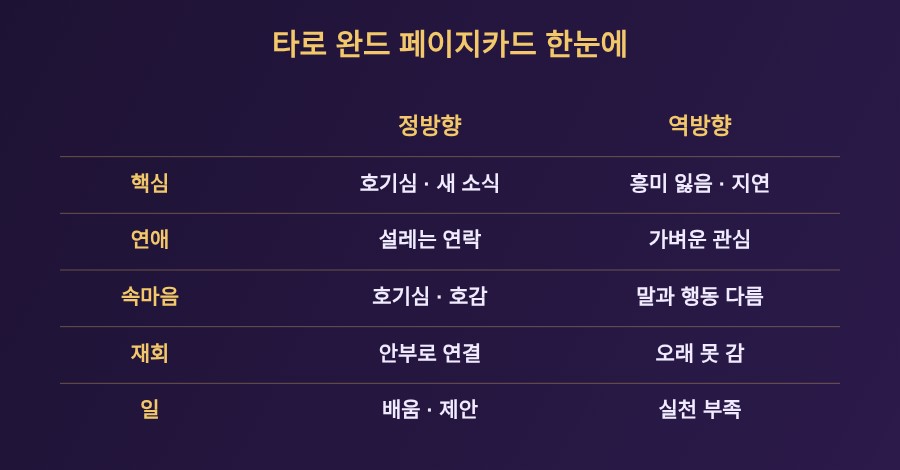 타로 완드 페이지카드 한눈에
정방향 역방향
핵심 호기심 · 새 소식 흥미 잃음 · 지연
연애 설레는 연락 가벼운 관심
속마음 호기심 · 호감 말과 행동 다름
재회 안부로 연결 오래 못 감
일 배움 · 제안 실천 부족